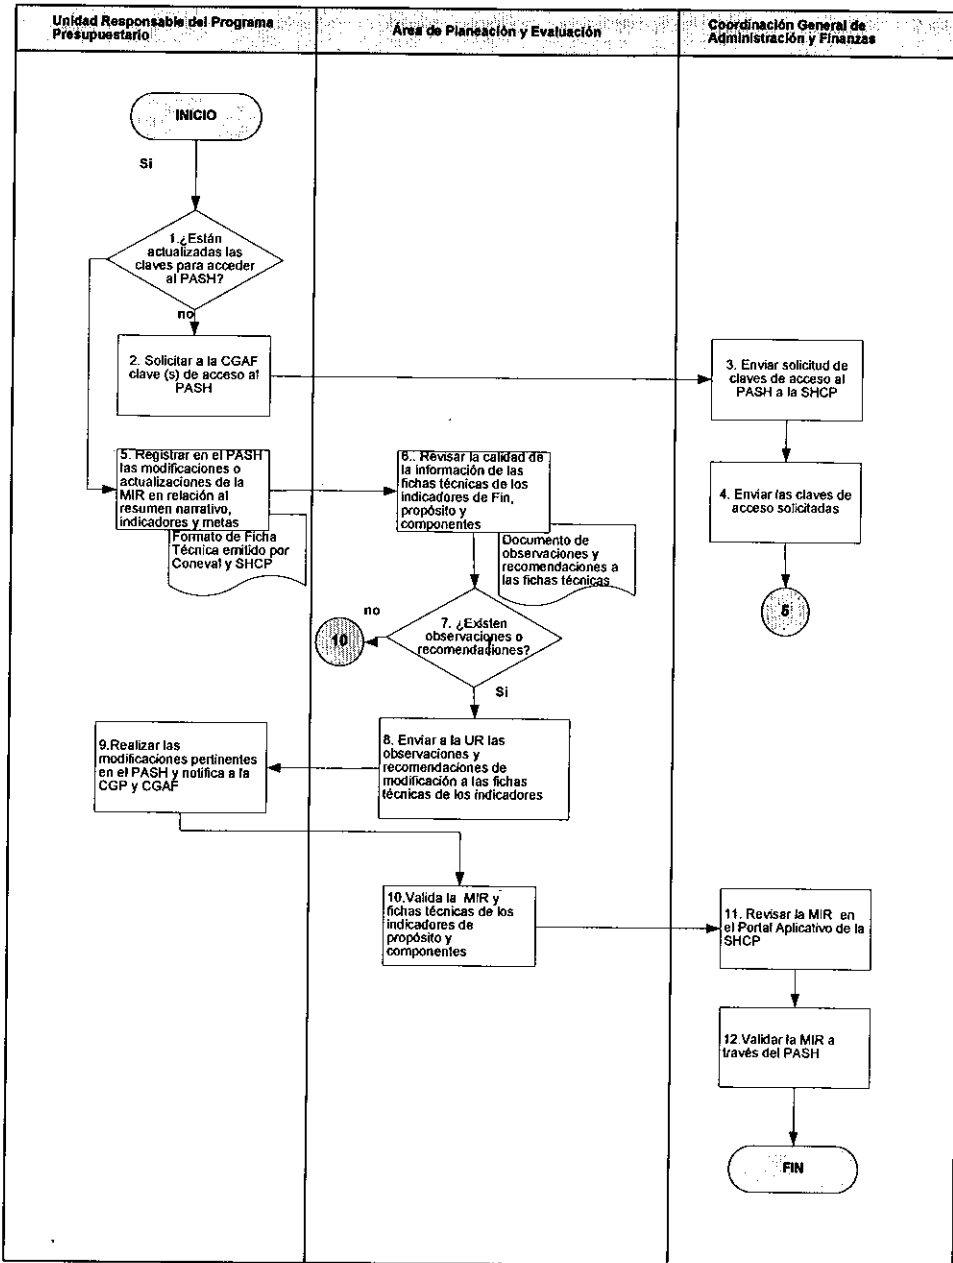 Unidad Responsable del Programa
Presupuestario
Área de Planeación y Evaluación
Coordinación General de
Administración y Finanzas
INICIO
Si
1.¿Están
actualizadas las
claves para acceder
al PASH?
no
2. Solicitar a la CGAF
clave (s) de acceso al
PASH
3. Enviar solicitud de
claves de acceso al
PASH a la SHCP
4. Enviar las claves de
acceso solicitadas
5. Registrar en el PASH
las modificaciones o
actualizaciones de la
MIR en relación al
resumen narrativo,
indicadores y metas
Formato de Ficha
Técnica emitido por
Coneval y SHCP
6.. Revisar la calidad de
la información de las
fichas técnicas de los
indicadores de Fin,
propósito y
componentes
Documento de
observaciones y
recomendaciones a
las fichas técnicas
7. ¿Existen
observaciones o
recomendaciones?
no
10
Si
8. Enviar a la UR las
observaciones y
recomendaciones de
modificación a las fichas
técnicas de los indicadores
9.Realizar las
modificaciones pertinentes
en el PASH y notifica a la
CGP y CGAF
10.Valida la MIR y
fichas técnicas de los
indicadores de
propósito y
componentes
11. Revisar la MIR en
el Portal Aplicativo de la
SHCP
12.Validar la MIR a
través del PASH
FIN